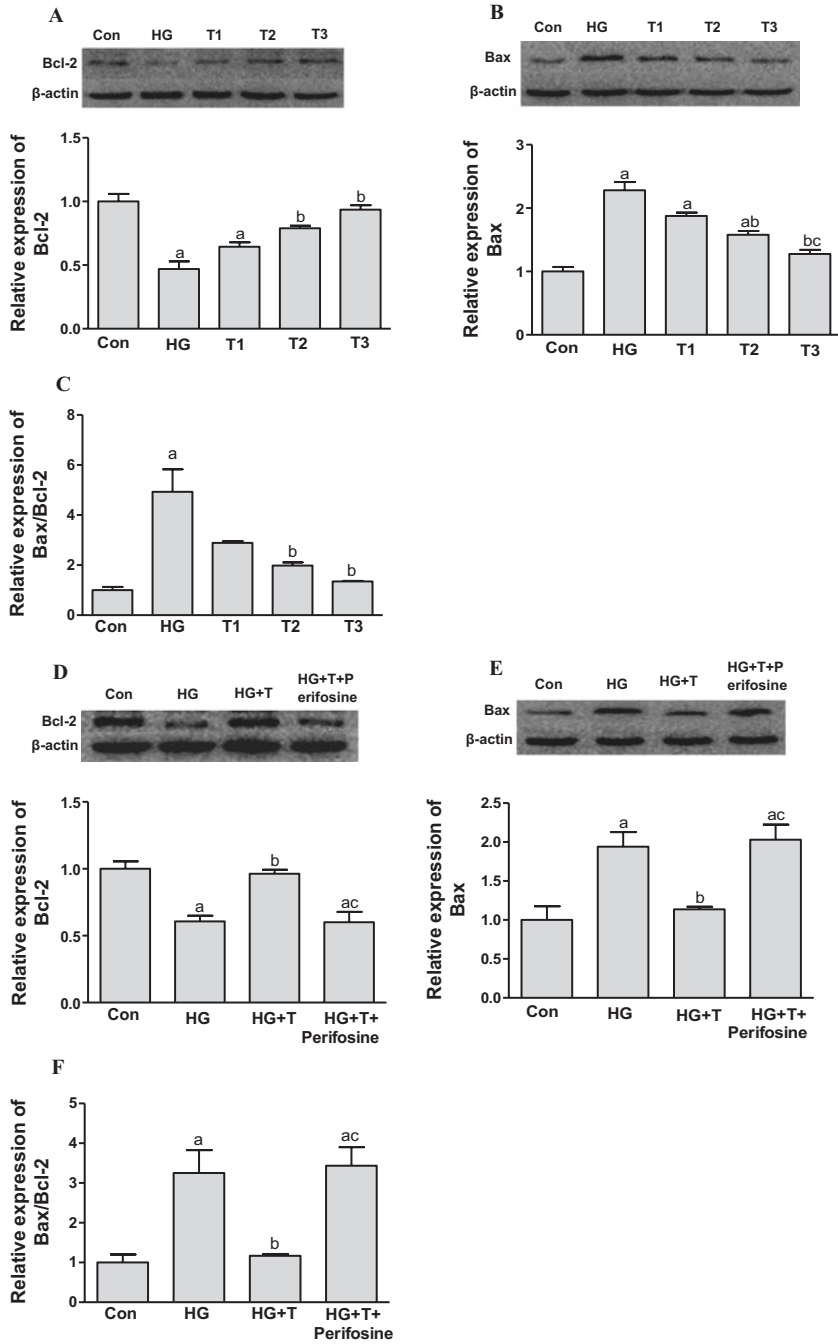 A
Con HG T1 T2 T3
Bcl-2
β-actin
Relative expression of
Bcl-2
1.5
1.0
0.5
0.0
a
a
b
b
Con HG T1 T2 T3
B
Con HG T1 T2 T3
Bax
β-actin
Relative expression of
Bax
3
2
1
0
a
a
ab
bc
Con HG T1 T2 T3
C
Relative expression of
Bax/Bcl-2
8
6
4
2
0
a
b
b
Con HG T1 T2 T3
D
Con HG HG+T HG+T+P
erifosine
Bcl-2
β-actin
Relative expression of
Bcl-2
1.5
1.0
0.5
0.0
a
b
ac
Con HG HG+T HG+T+
Perifosine
E
Con HG HG+T HG+T+P
erifosine
Bax
β-actin
Relative expression of
Bax
2.5
2.0
1.5
1.0
0.5
0.0
a
b
ac
Con HG HG+T HG+T+
Perifosine
F
Relative expression of
Bax/Bcl-2
5
4
3
2
1
0
a
b
ac
Con HG HG+T HG+T+
Perifosine